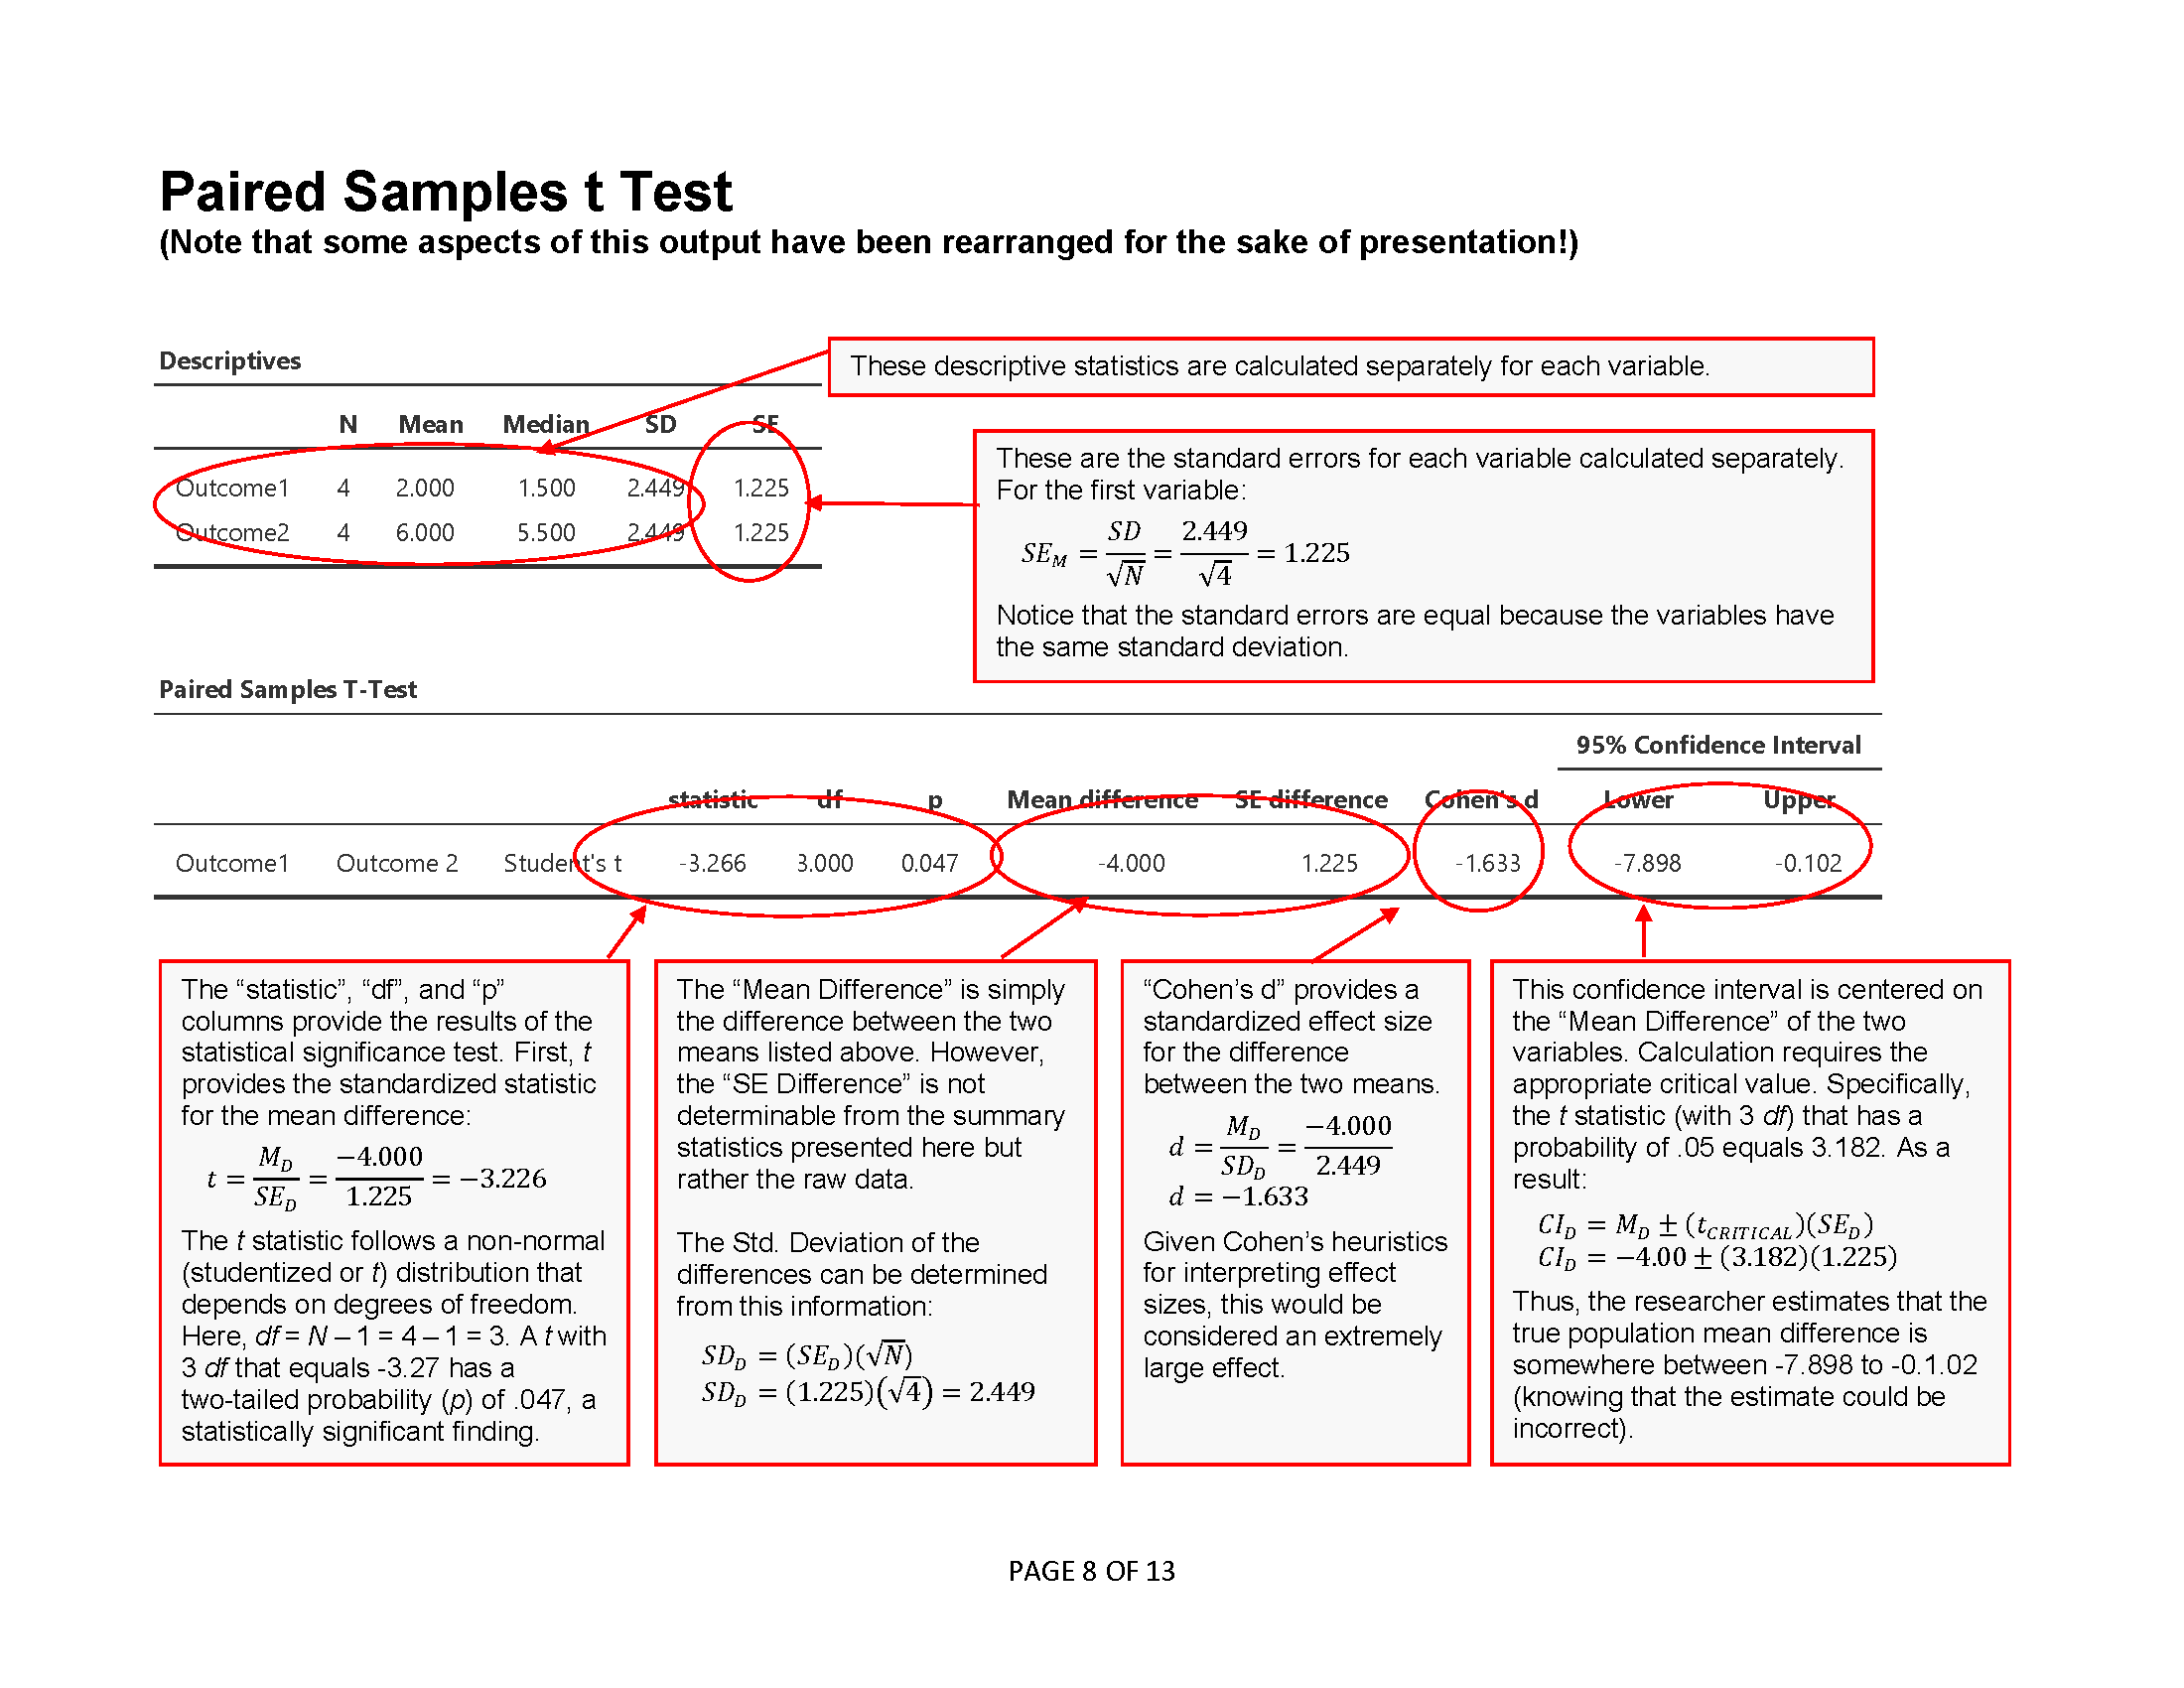 Paired Samples t Test
(Note that some aspects of this output have been rearranged for the sake of presentation!)
Descriptives
N Mean Median SD SE
Outcome1 4 2.000 1.500 2.449 1.225
Outcome2 4 6.000 5.500 2.449 1.225
These descriptive statistics are calculated separately for each variable.
These are the standard errors for each variable calculated separately.
For the first variable:
SE_M = SD/√N = 2.449/√4 = 1.225
Notice that the standard errors are equal because the variables have
the same standard deviation.
Paired Samples T-Test
95% Confidence Interval
statistic df p Mean difference SE difference Cohen's d Lower Upper
Outcome1 Outcome 2 Student's t -3.266 3.000 0.047 -4.000 1.225 -1.633 -7.898 -0.102
The “statistic”, “df”, and “p”
columns provide the results of the
statistical significance test. First, t
provides the standardized statistic
for the mean difference:
t = M_D/SE_D = −4.000/1.225 = −3.226
The t statistic follows a non-normal
(studentized or t) distribution that
depends on degrees of freedom.
Here, df = N – 1 = 4 – 1 = 3. A t with
3 df that equals -3.27 has a
two-tailed probability (p) of .047, a
statistically significant finding.
The “Mean Difference” is simply
the difference between the two
means listed above. However,
the “SE Difference” is not
determinable from the summary
statistics presented here but
rather the raw data.
The Std. Deviation of the
differences can be determined
from this information:
SD_D = (SE_D)(√N)
SD_D = (1.225)(√4) = 2.449
“Cohen’s d” provides a
standardized effect size
for the difference
between the two means.
d = M_D/SD_D = −4.000/2.449
d = −1.633
Given Cohen’s heuristics
for interpreting effect
sizes, this would be
considered an extremely
large effect.
This confidence interval is centered on
the “Mean Difference” of the two
variables. Calculation requires the
appropriate critical value. Specifically,
the t statistic (with 3 df) that has a
probability of .05 equals 3.182. As a
result:
CI_D = M_D ± (t_CRITICAL)(SE_D)
CI_D = −4.00 ± (3.182)(1.225)
Thus, the researcher estimates that the
true population mean difference is
somewhere between -7.898 to -0.1.02
(knowing that the estimate could be
incorrect).
PAGE 8 OF 13